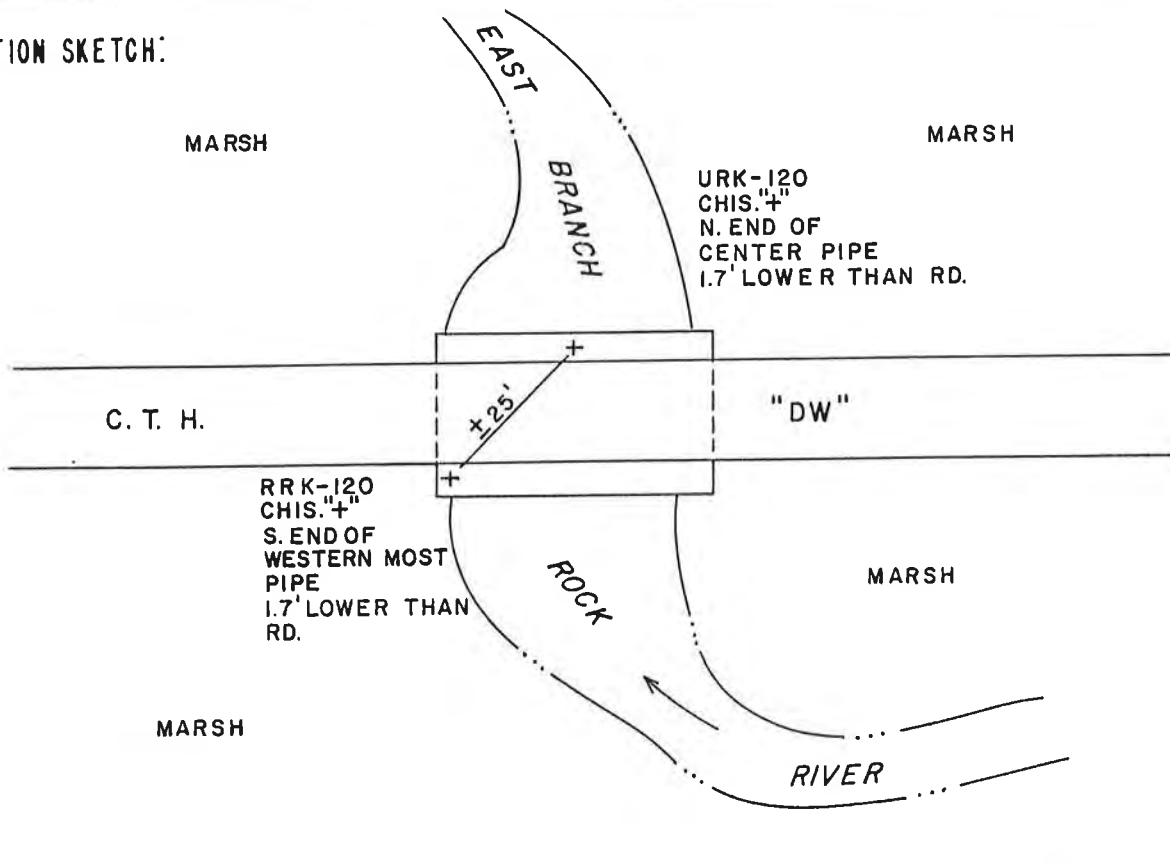 TION SKETCH:
EAST
MARSH
MARSH
BRANCH
URK-120
CHIS."+"
N. END OF
CENTER PIPE
1.7' LOWER THAN RD.
C. T. H.
±25'
"DW"
RRK-120
CHIS."+"
S. END OF
WESTERN MOST
PIPE
1.7' LOWER THAN
RD.
ROCK
MARSH
MARSH
RIVER